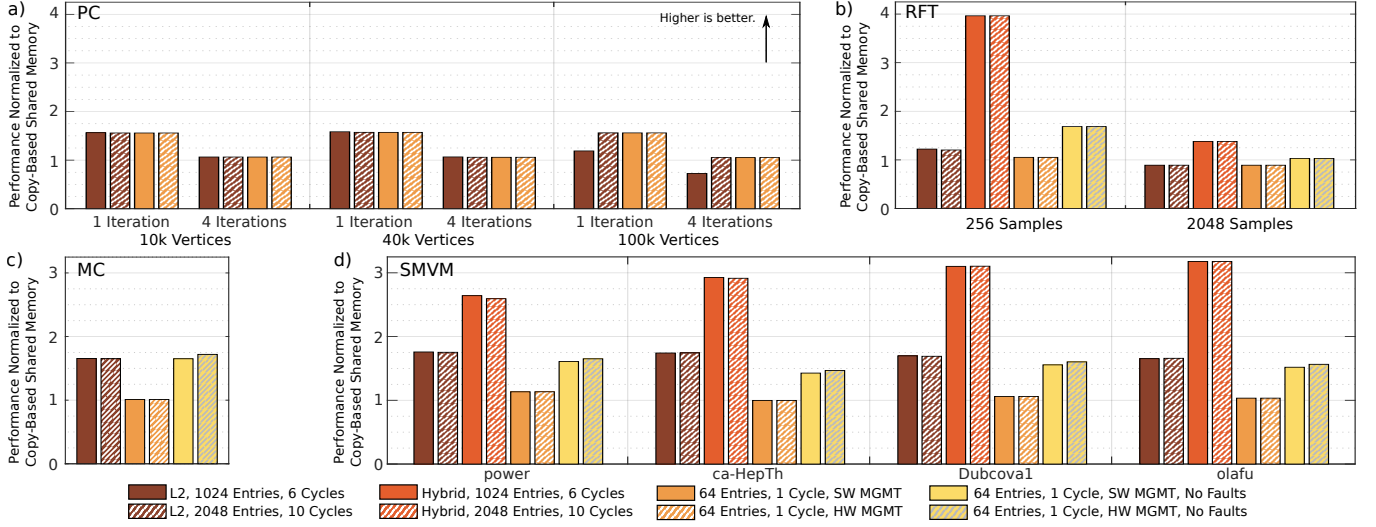 a)
PC
Performance Normalized to
Copy-Based Shared Memory
4
3
2
1
0
Higher is better.
1 Iteration
4 Iterations
1 Iteration
4 Iterations
1 Iteration
4 Iterations
10k Vertices
40k Vertices
100k Vertices
b)
RFT
Performance Normalized to
Copy-Based Shared Memory
4
3
2
1
0
256 Samples
2048 Samples
c)
MC
Performance Normalized to
Copy-Based Shared Memory
3
2
1
0
d)
SMVM
Performance Normalized to
Copy-Based Shared Memory
3
2
1
0
power
ca-HepTh
Dubcova1
olafu
L2, 1024 Entries, 6 Cycles
Hybrid, 1024 Entries, 6 Cycles
64 Entries, 1 Cycle, SW MGMT
64 Entries, 1 Cycle, SW MGMT, No Faults
L2, 2048 Entries, 10 Cycles
Hybrid, 2048 Entries, 10 Cycles
64 Entries, 1 Cycle, HW MGMT
64 Entries, 1 Cycle, HW MGMT, No Faults